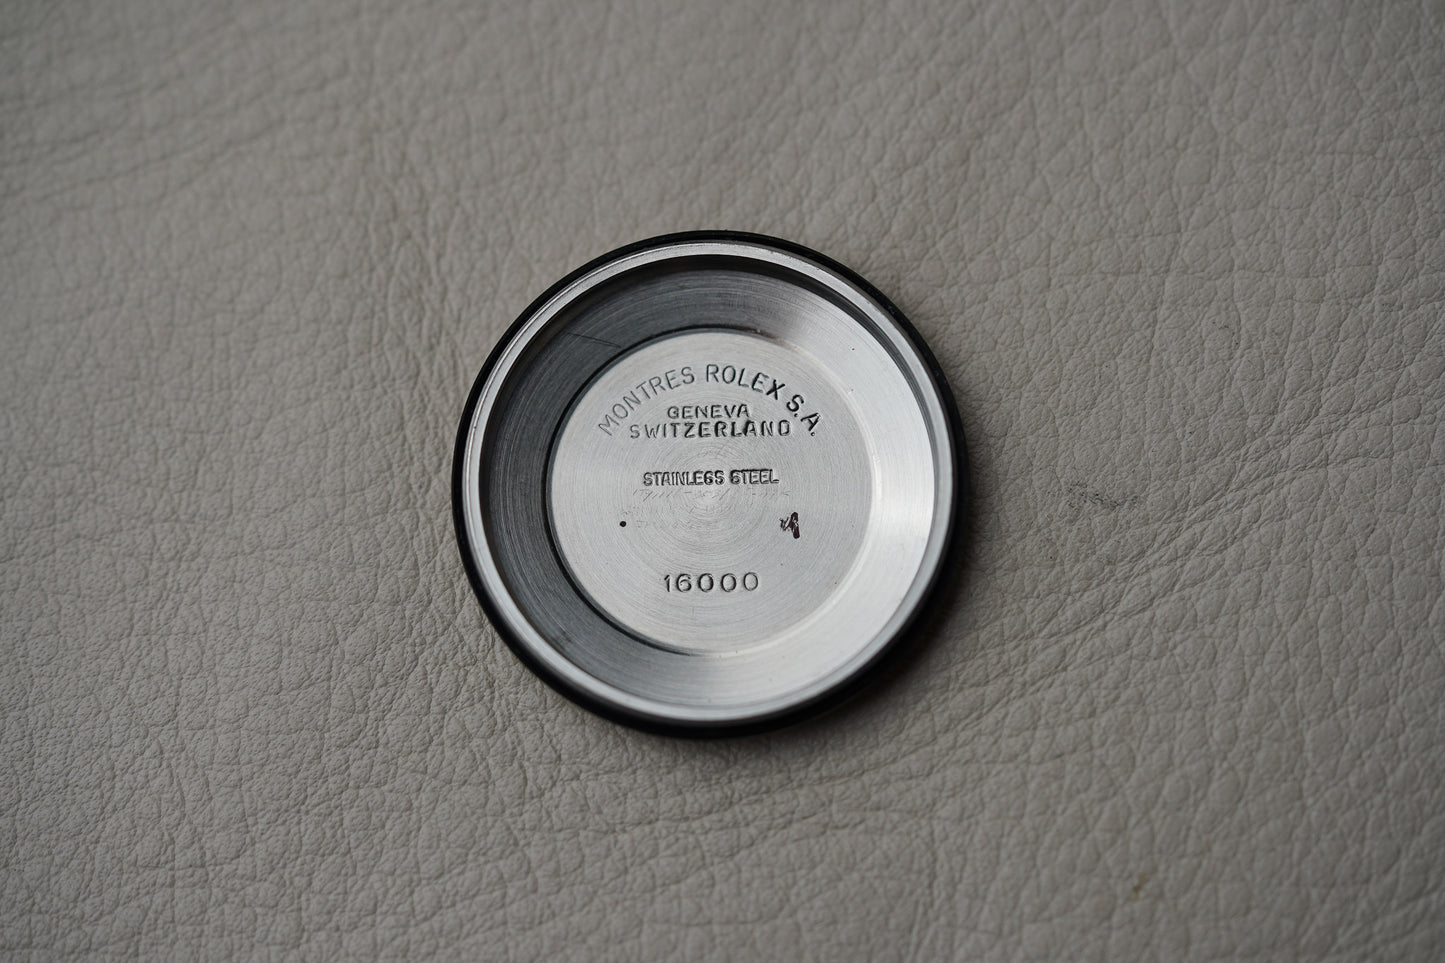 MONTRES ROLEX S.A.
GENEVA
SWITZERLAND
STAINLESS STEEL
16000